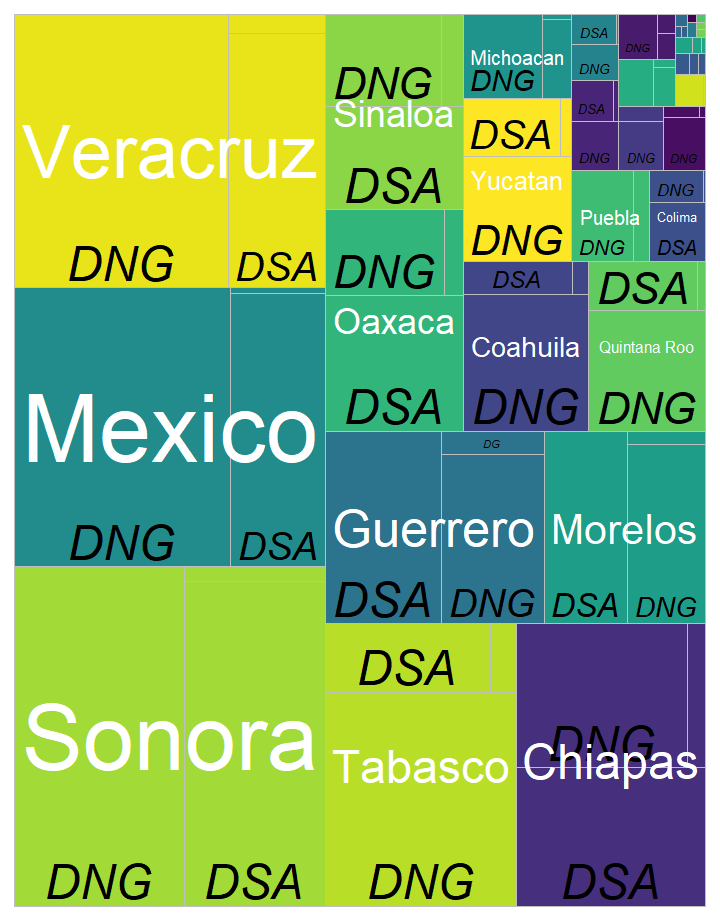 Veracruz
DNG
DSA
Mexico
DNG
DSA
Sonora
DNG
DSA
DNG
Sinaloa
DSA
DNG
Oaxaca
DSA
Michoacan
DNG
DSA
Yucatan
DNG
DSA
DNG
DSA
DNG
DNG
DNG
DNG
Puebla
DNG
DNG
Colima
DSA
DSA
Coahuila
DNG
DSA
Quintana Roo
DNG
Guerrero
DSA
DG
DNG
Morelos
DSA
DNG
DSA
Tabasco
DNG
DNG
Chiapas
DSA